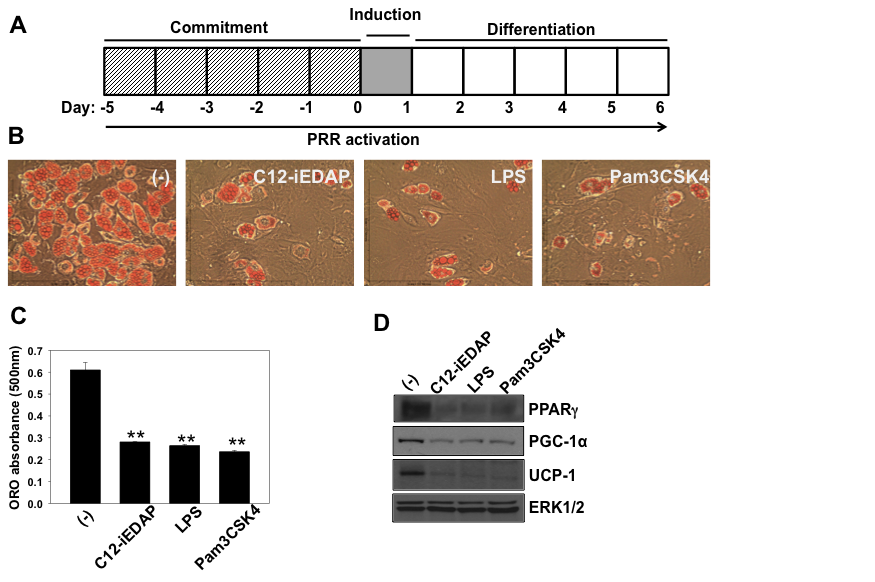 A
Commitment
Induction
Differentiation
Day: -5 -4 -3 -2 -1 0 1 2 3 4 5 6
PRR activation
B
(-)
C12-iEDAP
LPS
Pam3CSK4
C
ORO absorbance (500nm)
0.7
0.6
0.5
0.4
0.3
0.2
0.1
0.0
** ** **
(-)
C12-iEDAP
LPS
Pam3CSK4
D
(-)
C12-iEDAP
LPS
Pam3CSK4
PPARγ
PGC-1α
UCP-1
ERK1/2